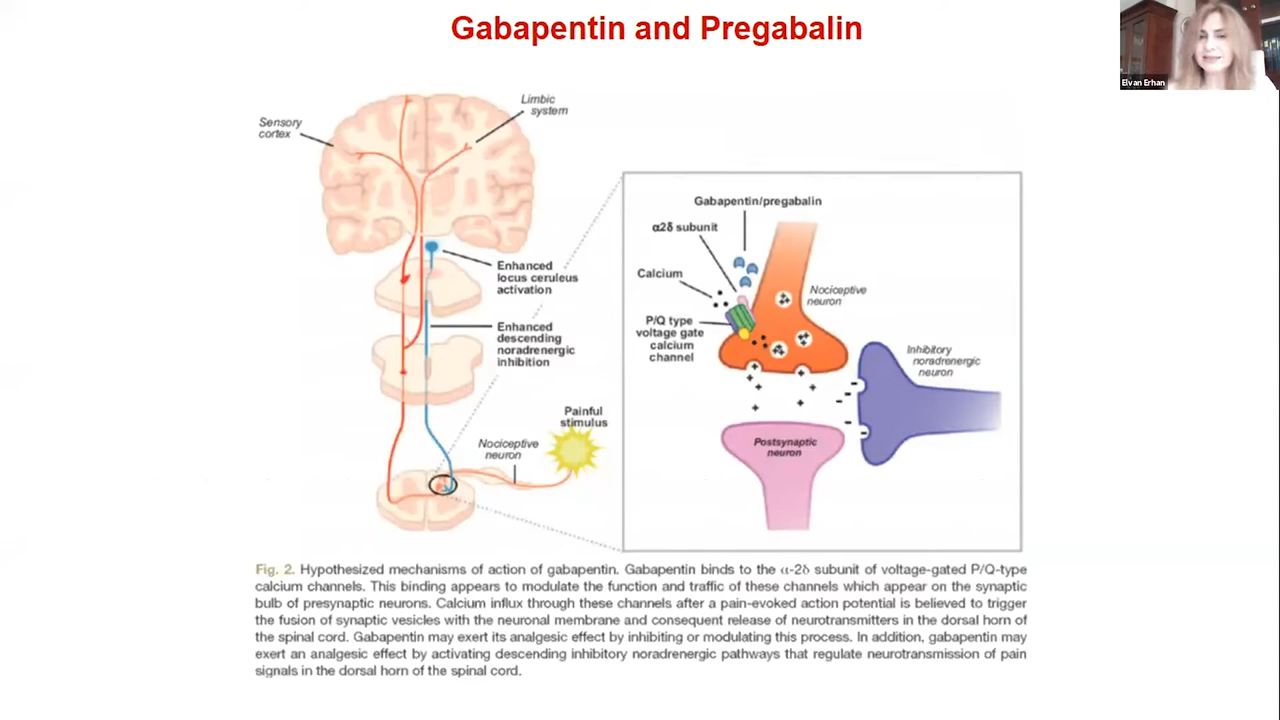 Gabapentin and Pregabalin
Elvan Erhan
Limbic
system
Sensory
cortex
Enhanced
locus ceruleus
activation
Enhanced
descending
noradrenergic
inhibition
Painful
stimulus
Nociceptive
neuron
Gabapentin/pregabalin
α2δ subunit
Calcium
P/Q type
voltage gate
calcium
channel
Nociceptive
neuron
Inhibitory
noradrenergic
neuron
Postsynaptic
neuron
Fig. 2. Hypothesized mechanisms of action of gabapentin. Gabapentin binds to the α-2δ subunit of voltage-gated P/Q-type
calcium channels. This binding appears to modulate the function and traffic of these channels which appear on the synaptic
bulb of presynaptic neurons. Calcium influx through these channels after a pain-evoked action potential is believed to trigger
the fusion of synaptic vesicles with the neuronal membrane and consequent release of neurotransmitters in the dorsal horn of
the spinal cord. Gabapentin may exert its analgesic effect by inhibiting or modulating this process. In addition, gabapentin may
exert an analgesic effect by activating descending inhibitory noradrenergic pathways that regulate neurotransmission of pain
signals in the dorsal horn of the spinal cord.